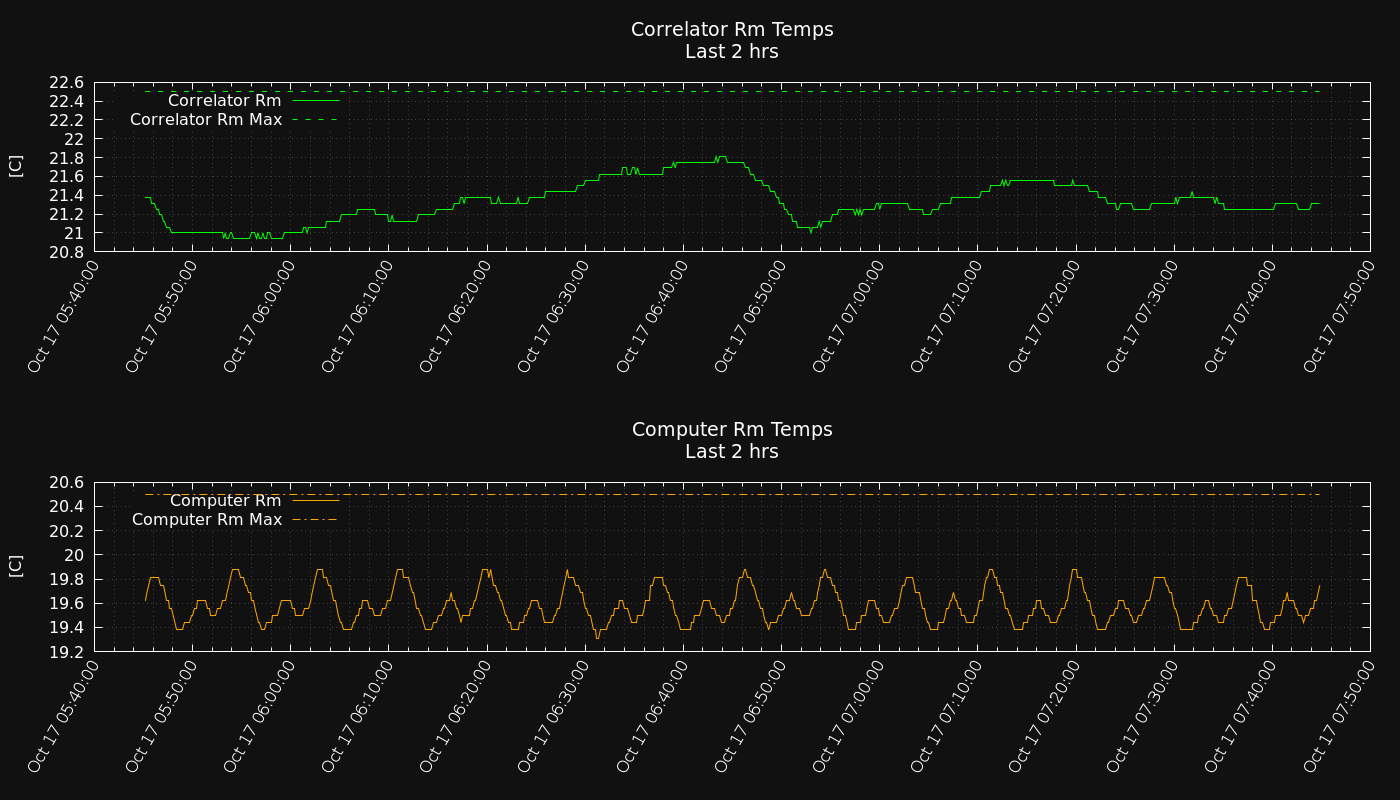 Correlator Rm Temps
Last 2 hrs
22.6
22.4
22.2
22
21.8
21.6
21.4
21.2
21
20.8
[C]
Correlator Rm
Correlator Rm Max
Oct 17 05:40:00
Oct 17 05:50:00
Oct 17 06:00:00
Oct 17 06:10:00
Oct 17 06:20:00
Oct 17 06:30:00
Oct 17 06:40:00
Oct 17 06:50:00
Oct 17 07:00:00
Oct 17 07:10:00
Oct 17 07:20:00
Oct 17 07:30:00
Oct 17 07:40:00
Oct 17 07:50:00
Computer Rm Temps
Last 2 hrs
20.6
20.4
20.2
20
19.8
19.6
19.4
19.2
[C]
Computer Rm
Computer Rm Max
Oct 17 05:40:00
Oct 17 05:50:00
Oct 17 06:00:00
Oct 17 06:10:00
Oct 17 06:20:00
Oct 17 06:30:00
Oct 17 06:40:00
Oct 17 06:50:00
Oct 17 07:00:00
Oct 17 07:10:00
Oct 17 07:20:00
Oct 17 07:30:00
Oct 17 07:40:00
Oct 17 07:50:00